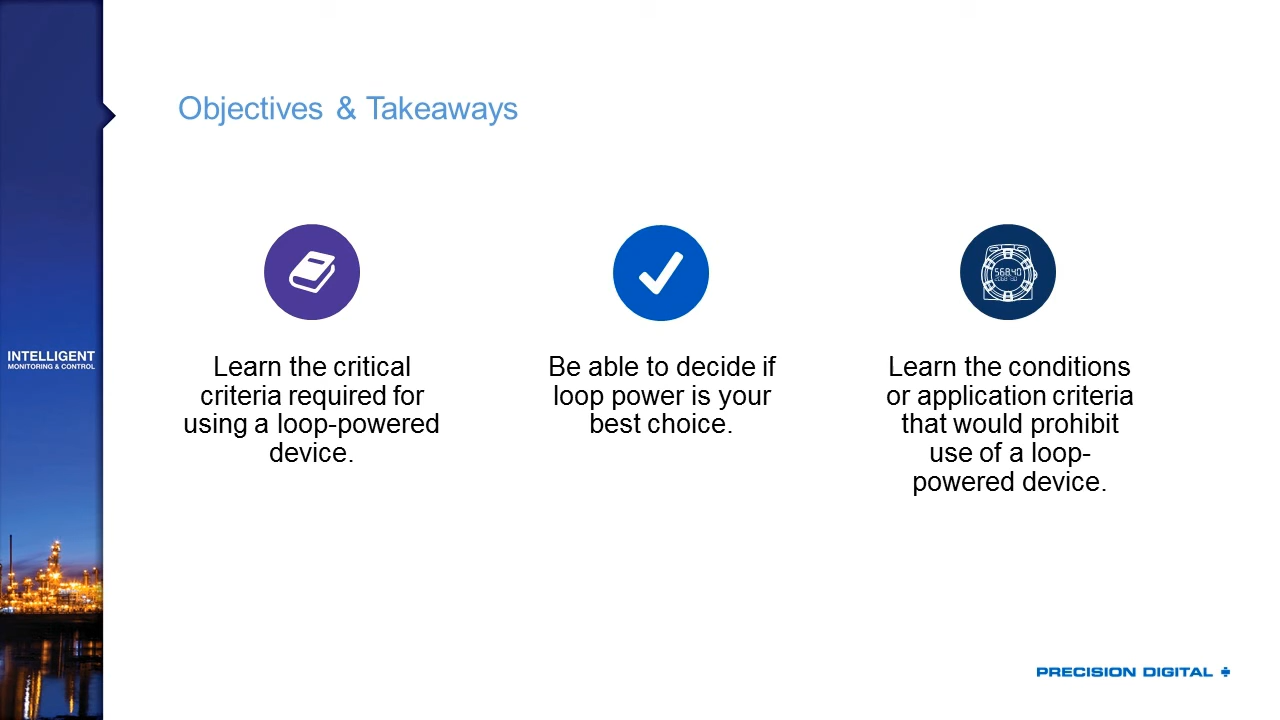 Objectives & Takeaways
INTELLIGENT
MONITORING & CONTROL
Learn the critical
criteria required for
using a loop-powered
device.
Be able to decide if
loop power is your
best choice.
568.40
Learn the conditions
or application criteria
that would prohibit
use of a loop-
powered device.
PRECISION DIGITAL